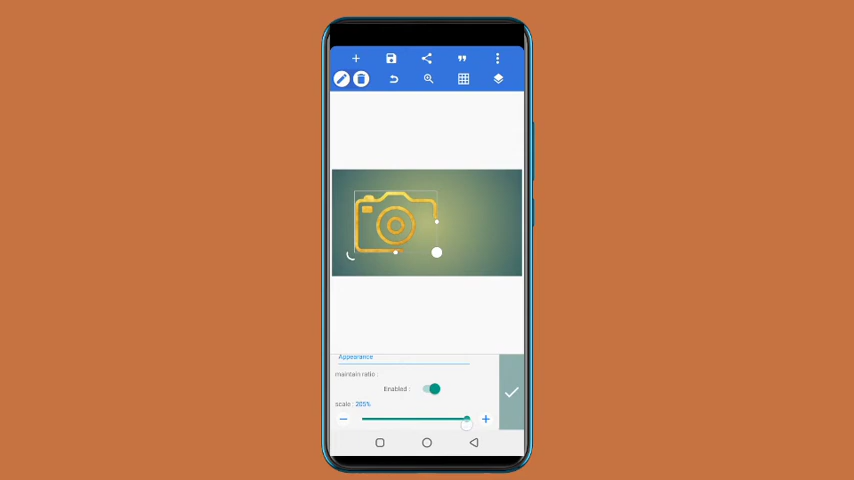 Appearance
maintain ratio :
Enabled :
scale : 205%